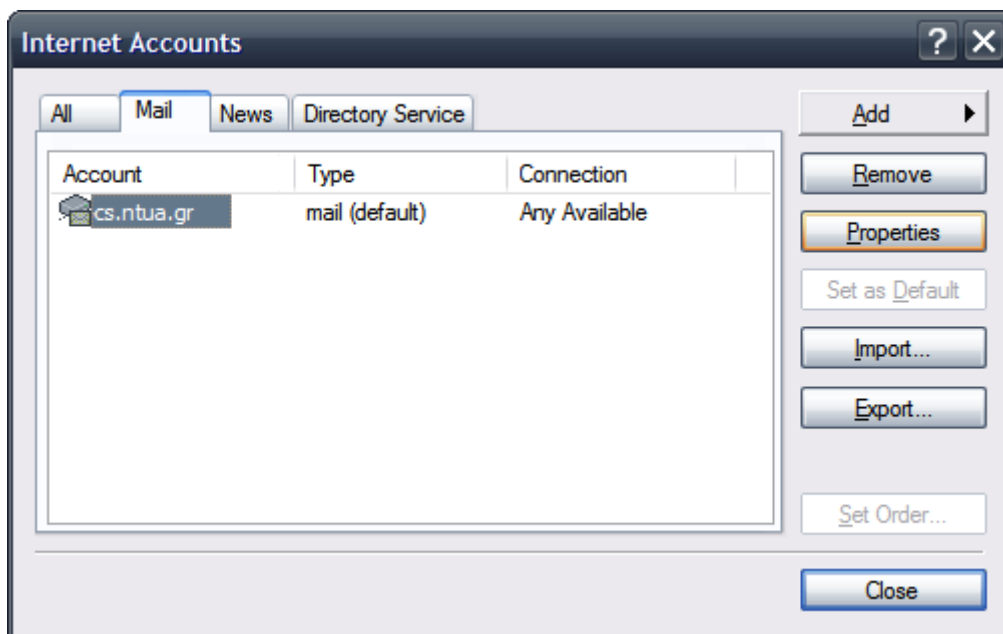 Internet Accounts
All Mail News Directory Service
Account Type Connection
cs.ntua.gr mail (default) Any Available
Add
Remove
Properties
Set as Default
Import...
Export...
Set Order...
Close